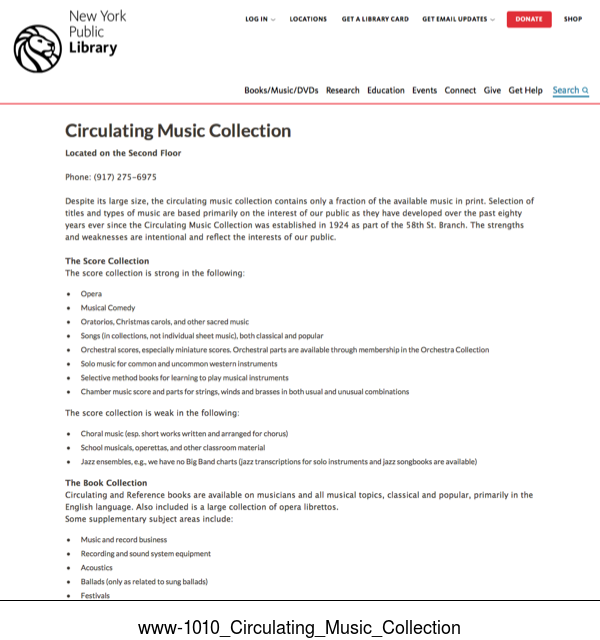 New York
Public
Library
LOG IN
LOCATIONS
GET A LIBRARY CARD
GET EMAIL UPDATES
DONATE
SHOP
Books/Music/DVDs
Research
Education
Events
Connect
Give
Get Help
Search
Circulating Music Collection
Located on the Second Floor
Phone: (917) 275-6975
Despite its large size, the circulating music collection contains only a fraction of the available music in print. Selection of
titles and types of music are based primarily on the interest of our public as they have developed over the past eighty
years ever since the Circulating Music Collection was established in 1924 as part of the 58th St. Branch. The strengths
and weaknesses are intentional and reflect the interests of our public.
The Score Collection
The score collection is strong in the following:
• Opera
• Musical Comedy
• Oratorios, Christmas carols, and other sacred music
• Songs (in collections, not individual sheet music), both classical and popular
• Orchestral scores, especially miniature scores. Orchestral parts are available through membership in the Orchestra Collection
• Solo music for common and uncommon western instruments
• Selective method books for learning to play musical instruments
• Chamber music score and parts for strings, winds and brasses in both usual and unusual combinations
The score collection is weak in the following:
• Choral music (esp. short works written and arranged for chorus)
• School musicals, operettas, and other classroom material
• Jazz ensembles, e.g., we have no Big Band charts (jazz transcriptions for solo instruments and jazz songbooks are available)
The Book Collection
Circulating and Reference books are available on musicians and all musical topics, classical and popular, primarily in the
English language. Also included is a large collection of opera librettos.
Some supplementary subject areas include:
• Music and record business
• Recording and sound system equipment
• Acoustics
• Ballads (only as related to sung ballads)
• Festivals
www-1010_Circulating_Music_Collection